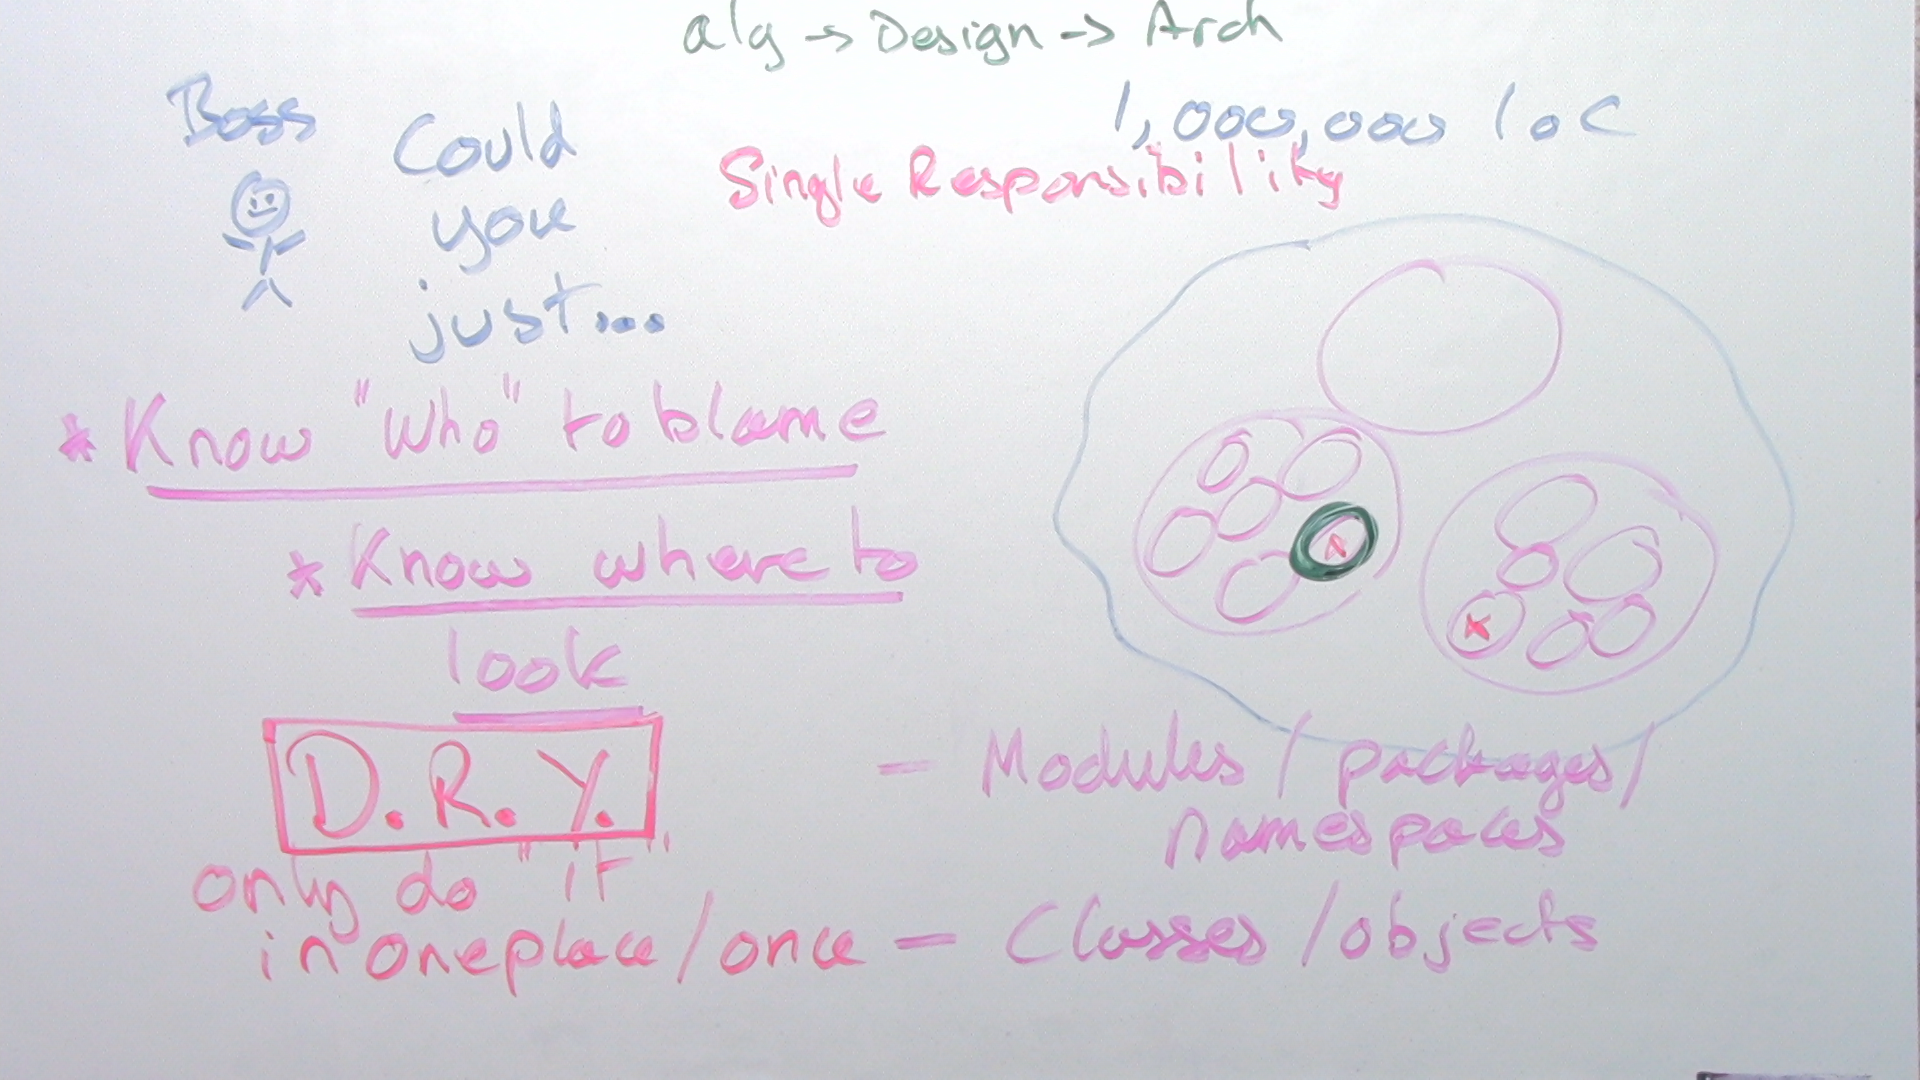 alg → Design → Arch
Boss
Could
you
just...
1,000,000 loC
Single Responsibility
* Know "who" to blame
* Know where to
look
D.R.Y.
only do "it"
in one place/once
- Modules / packages/
namespaces
- Classes /objects